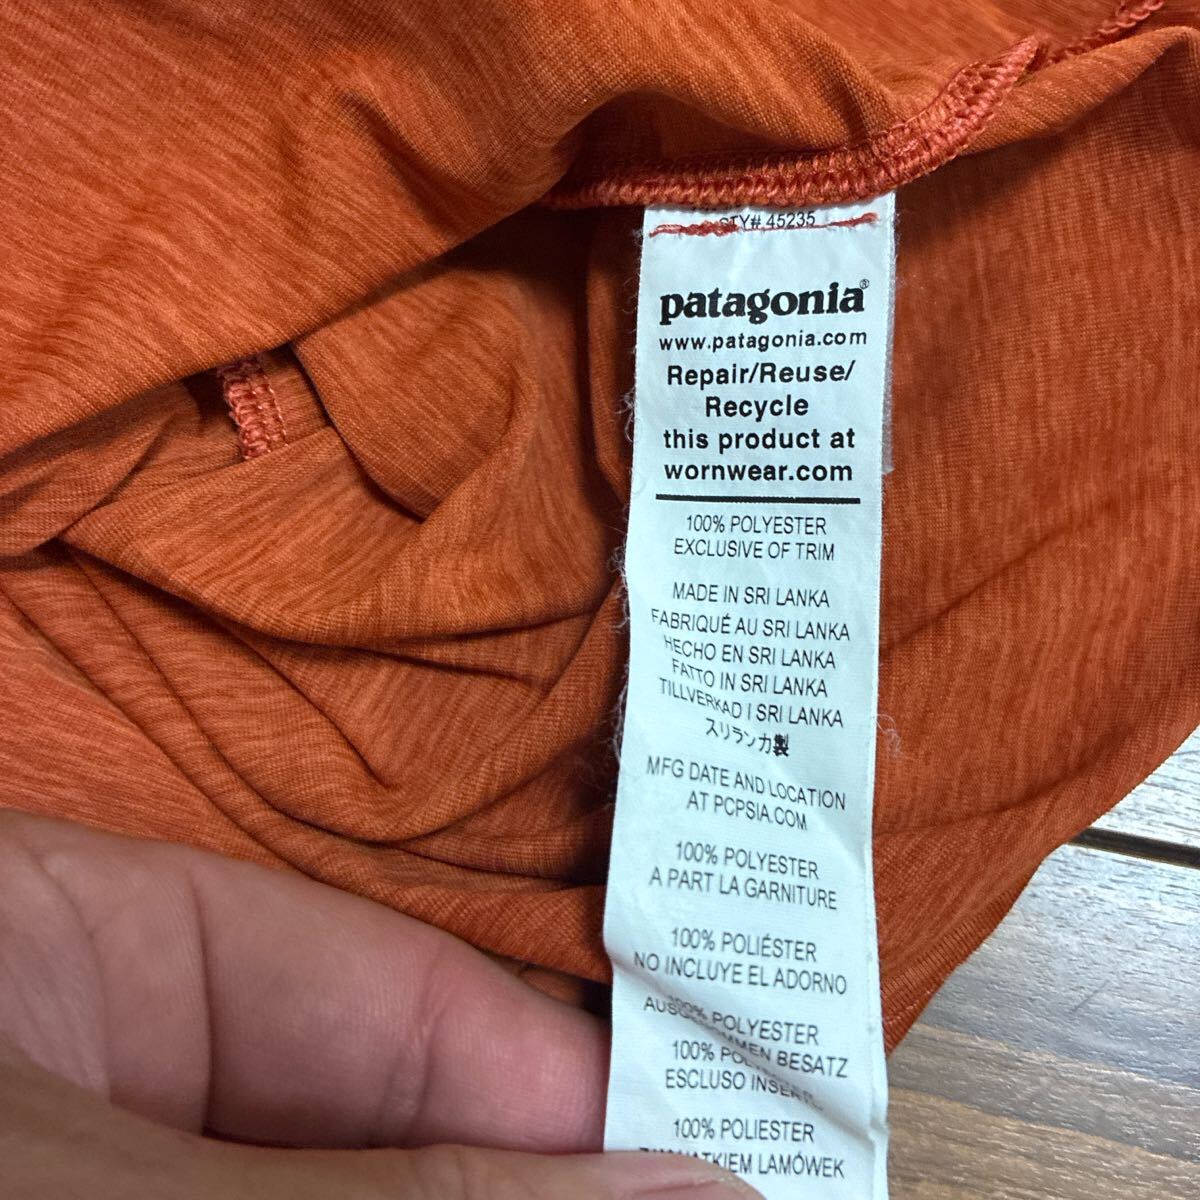 STY# 45235
patagonia®
www.patagonia.com
Repair/Reuse/
Recycle
this product at
wornwear.com
100% POLYESTER
EXCLUSIVE OF TRIM
MADE IN SRI LANKA
FABRIQUÉ AU SRI LANKA
HECHO EN SRI LANKA
FATTO IN SRI LANKA
TILLVERKAD I SRI LANKA
スリランカ製
MFG DATE AND LOCATION
AT PCPSIA.COM
100% POLYESTER
A PART LA GARNITURE
100% POLIÉSTER
NO INCLUYE EL ADORNO
100% POLYESTER
BESATZ
100%
ESCLUSO
100% POLIESTER
LAMÓWEK